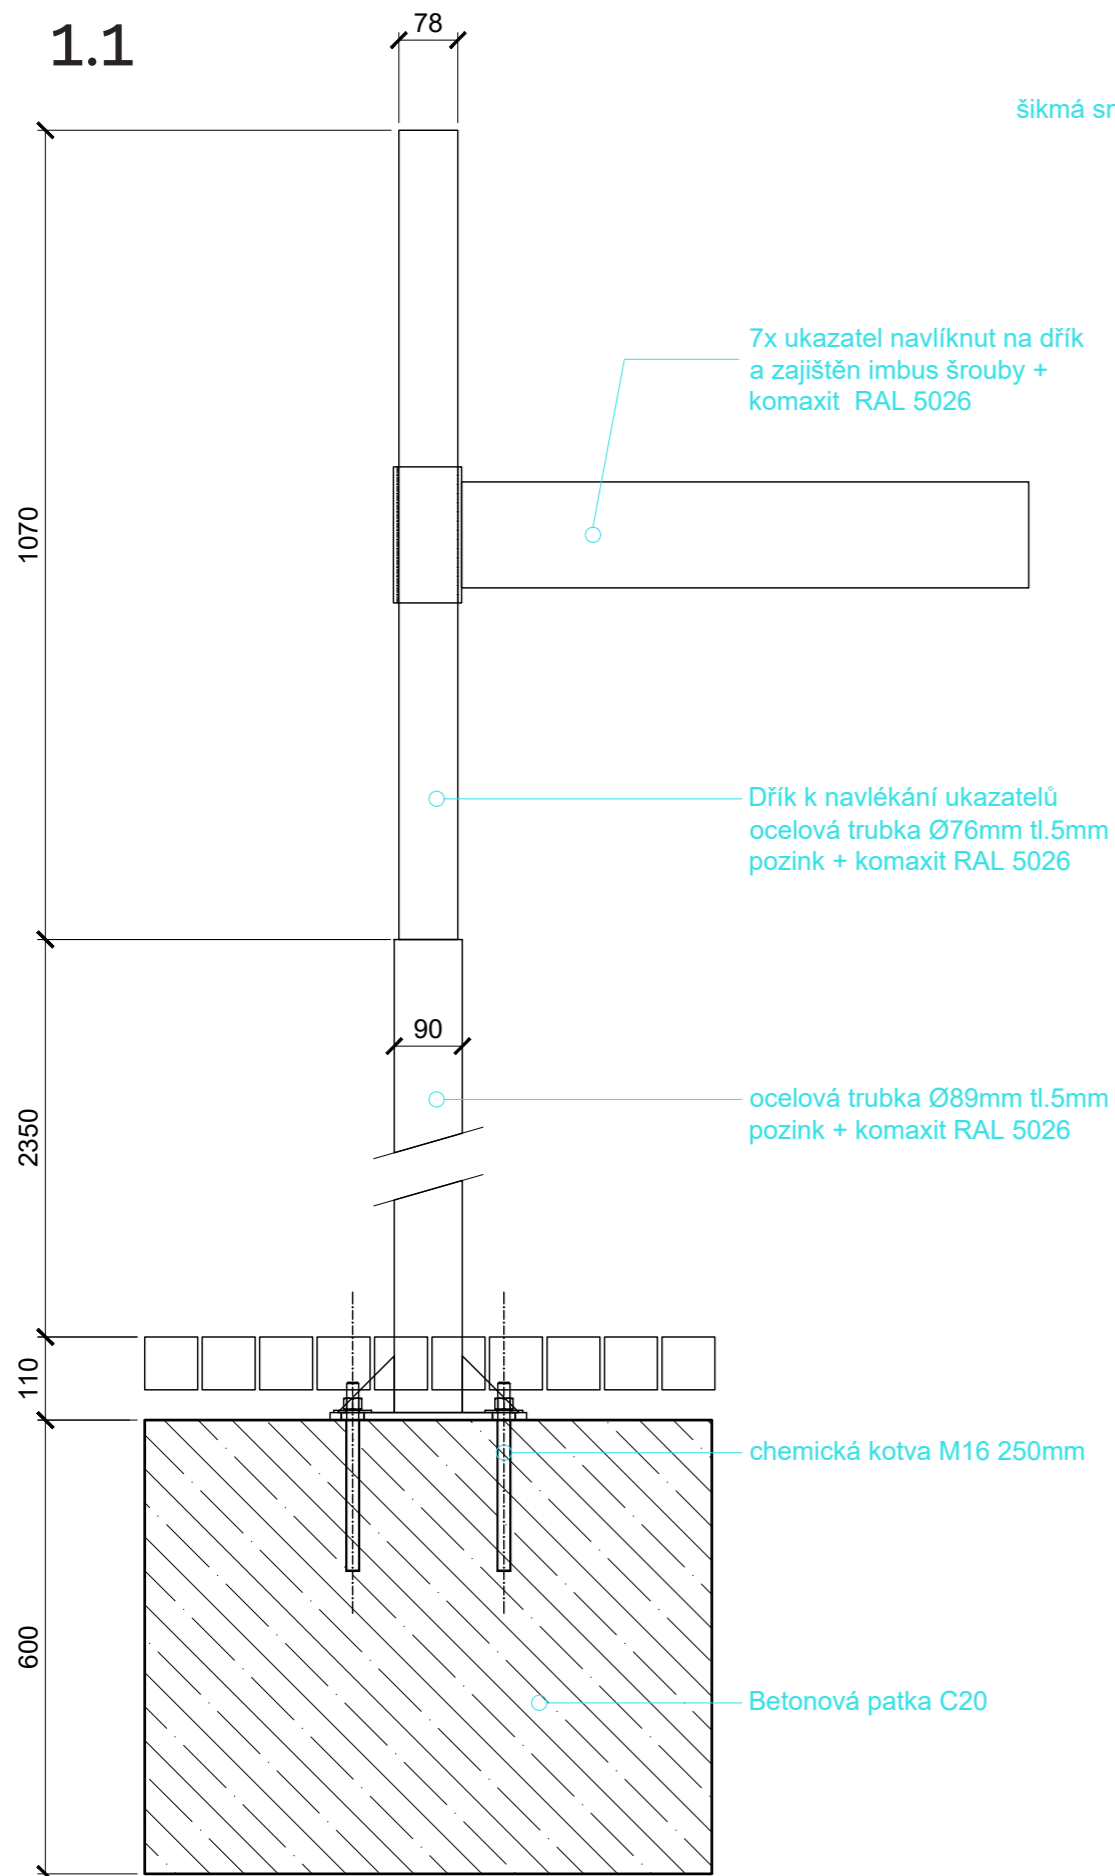 1.1
78
šikmá
7x ukazatel navlíknut na dřík
a zajištěn imbus šrouby +
komaxit RAL 5026
1070
Dřík k navlékání ukazatelů
ocelová trubka Ø76mm tl.5mm
pozink + komaxit RAL 5026
90
ocelová trubka Ø89mm tl.5mm
pozink + komaxit RAL 5026
2350
110
chemická kotva M16 250mm
600
Betonová patka C20